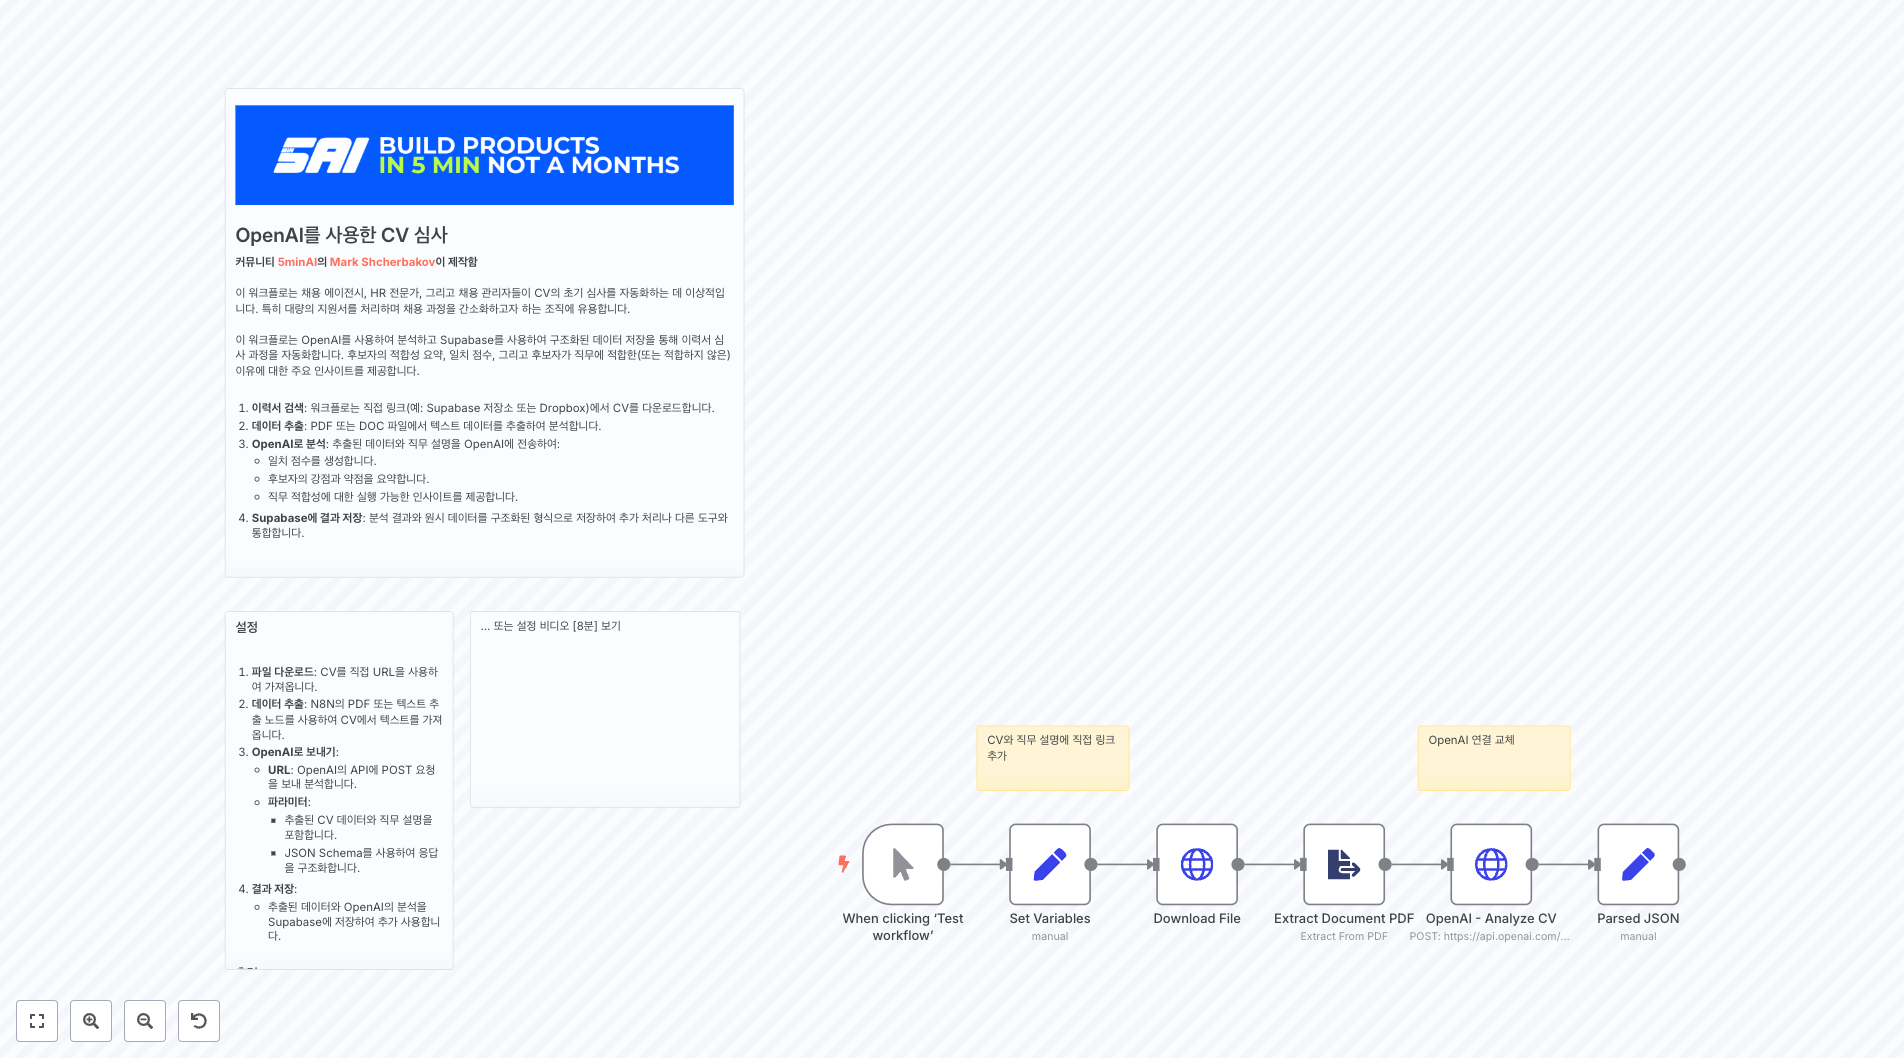 5AI BUILD PRODUCTS
IN 5 MIN NOT A MONTHS
OpenAI를 사용한 CV 심사
커뮤니티 5minAI의 Mark Shcherbakov이 제작함
이 워크플로는 채용 에이전시, HR 전문가, 그리고 채용 관리자들이 CV의 초기 심사를 자동화하는 데 이상적입
니다. 특히 대량의 지원서를 처리하며 채용 과정을 간소화하고자 하는 조직에 유용합니다.
이 워크플로는 OpenAI를 사용하여 분석하고 Supabase를 사용하여 구조화된 데이터 저장을 통해 이력서 심
사 과정을 자동화합니다. 후보자의 적합성 요약, 일치 점수, 그리고 후보자가 직무에 적합한(또는 적합하지 않은)
이유에 대한 주요 인사이트를 제공합니다.
1. 이력서 검색: 워크플로는 직접 링크(예: Supabase 저장소 또는 Dropbox)에서 CV를 다운로드합니다.
2. 데이터 추출: PDF 또는 DOC 파일에서 텍스트 데이터를 추출하여 분석합니다.
3. OpenAI로 분석: 추출된 데이터와 직무 설명을 OpenAI에 전송하여:
일치 점수를 생성합니다.
후보자의 강점과 약점을 요약합니다.
직무 적합성에 대한 실행 가능한 인사이트를 제공합니다.
4. Supabase에 결과 저장: 분석 결과와 원시 데이터를 구조화된 형식으로 저장하여 추가 처리나 다른 도구와
통합합니다.
설정
1. 파일 다운로드: CV를 직접 URL을 사용하
여 가져옵니다.
2. 데이터 추출: N8N의 PDF 또는 텍스트 추
출 노드를 사용하여 CV에서 텍스트를 가져
옵니다.
3. OpenAI로 보내기:
URL: OpenAI의 API에 POST 요청
을 보내 분석합니다.
파라미터:
추출된 CV 데이터와 직무 설명을
포함합니다.
JSON Schema를 사용하여 응답
을 구조화합니다.
4. 결과 저장:
추출된 데이터와 OpenAI의 분석을
Supabase에 저장하여 추가 사용합니
다.
... 또는 설정 비디오 [8분] 보기
CV와 직무 설명에 직접 링크
추가
OpenAI 연결 교체
When clicking ‘Test
workflow’
Set Variables
manual
Download File
Extract Document PDF
Extract From PDF
OpenAI - Analyze CV
POST: https://api.openai.com/...
Parsed JSON
manual